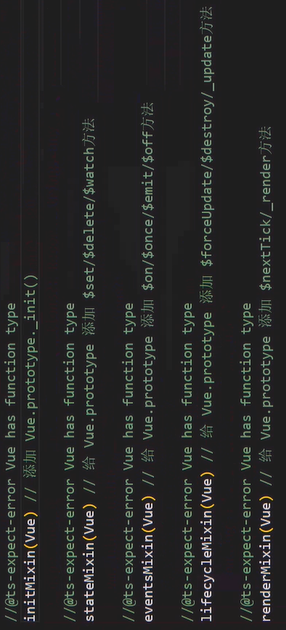 //@ts-expect-error Vue has function type
initMixin(Vue) // 添加 Vue.prototype._init()
//@ts-expect-error Vue has function type
stateMixin(Vue) // 给 Vue.prototype 添加 $set/$delete/$watch方法
//@ts-expect-error Vue has function type
eventsMixin(Vue) // 给 Vue.prototype 添加 $on/$once/$emit/$off方法
//@ts-expect-error Vue has function type
lifecycleMixin(Vue) // 给 Vue.prototype 添加 $forceUpdate/$destroy/_update方法
//@ts-expect-error Vue has function type
renderMixin(Vue) // 给 Vue.prototype 添加 $nextTick/_render方法